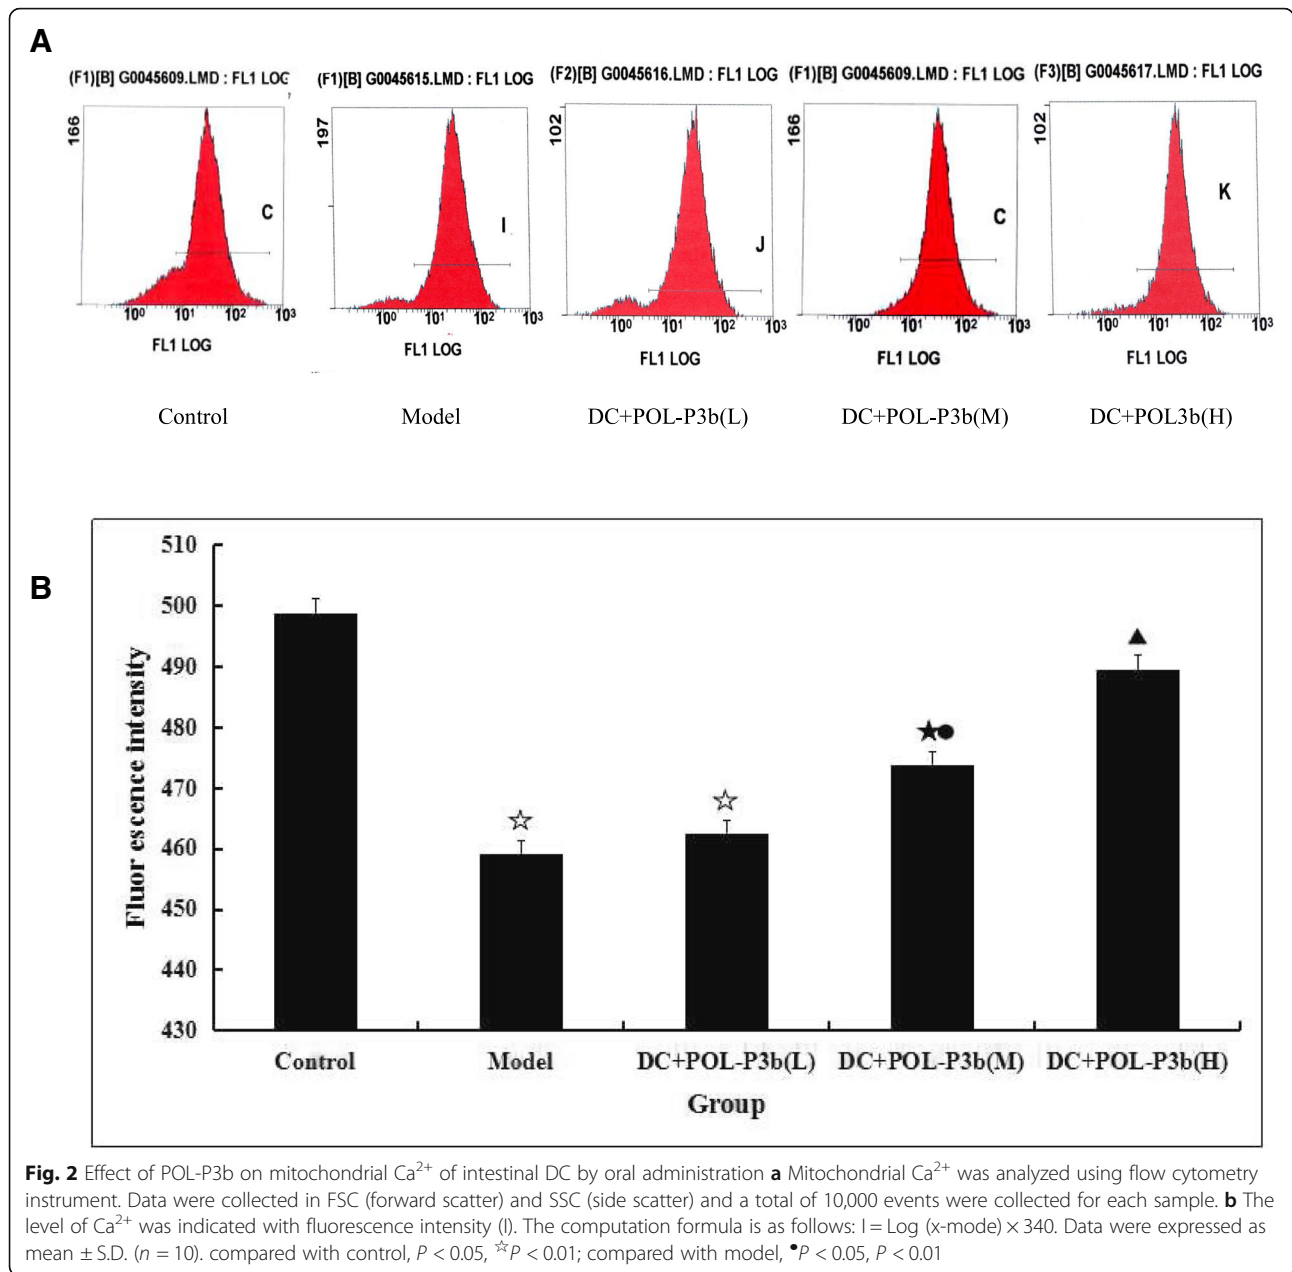 A
(F1)[B] G0045609.LMD : FL1 LOG
(F1)[B] G0045615.LMD : FL1 LOG
(F2)[B] G0045616.LMD : FL1 LOG
(F1)[B] G0045609.LMD : FL1 LOG
(F3)[B] G0045617.LMD : FL1 LOG
166
C
10⁰ 10¹ 10² 10³
FL1 LOG
197
I
10⁰ 10¹ 10² 10³
FL1 LOG
102
J
10⁰ 10¹ 10² 10³
FL1 LOG
166
C
10⁰ 10¹ 10² 10³
FL1 LOG
102
K
10⁰ 10¹ 10² 10³
FL1 LOG
Control
Model
DC+POL-P3b(L)
DC+POL-P3b(M)
DC+POL3b(H)
B
Fluor escence intensity
510
500
490
480
470
460
450
440
430
☆
☆
★●
▲
Control
Model
DC+POL-P3b(L)
DC+POL-P3b(M)
DC+POL-P3b(H)
Group
Fig. 2 Effect of POL-P3b on mitochondrial Ca²⁺ of intestinal DC by oral administration a Mitochondrial Ca²⁺ was analyzed using flow cytometry
instrument. Data were collected in FSC (forward scatter) and SSC (side scatter) and a total of 10,000 events were collected for each sample. b The
level of Ca²⁺ was indicated with fluorescence intensity (I). The computation formula is as follows: I = Log (x-mode) × 340. Data were expressed as
mean ± S.D. (n = 10). compared with control, P < 0.05, ☆P < 0.01; compared with model, ●P < 0.05, P < 0.01